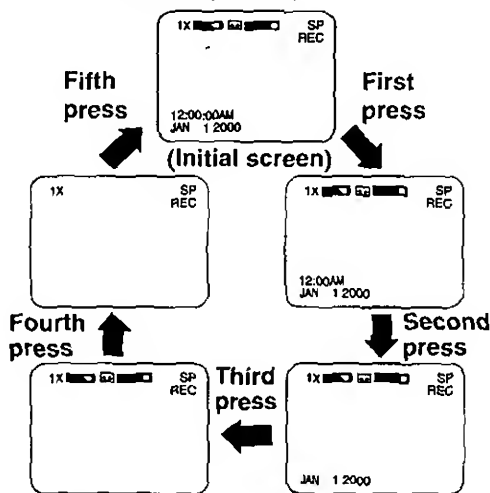 1X SP
REC
12:00:00AM
JAN 1 2000
(Initial screen)
First
press
1X SP
REC
12:00AM
JAN 1 2000
Second
press
1X SP
REC
JAN 1 2000
Third
press
1X SP
REC
Fourth
press
1X SP
REC
Fifth
press